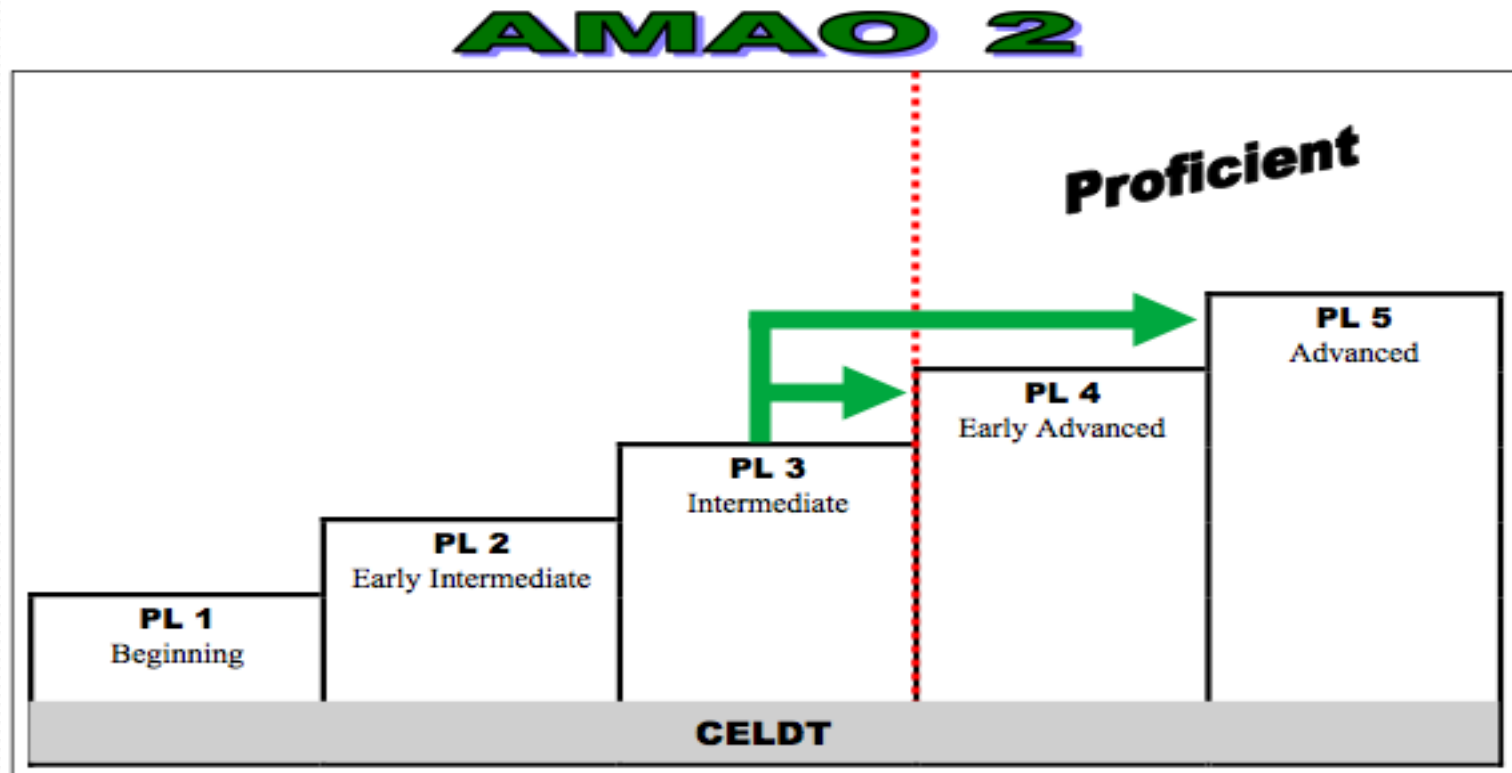 AMAO 2
Proficient
PL 1
Beginning
PL 2
Early Intermediate
PL 3
Intermediate
PL 4
Early Advanced
PL 5
Advanced
CELDT